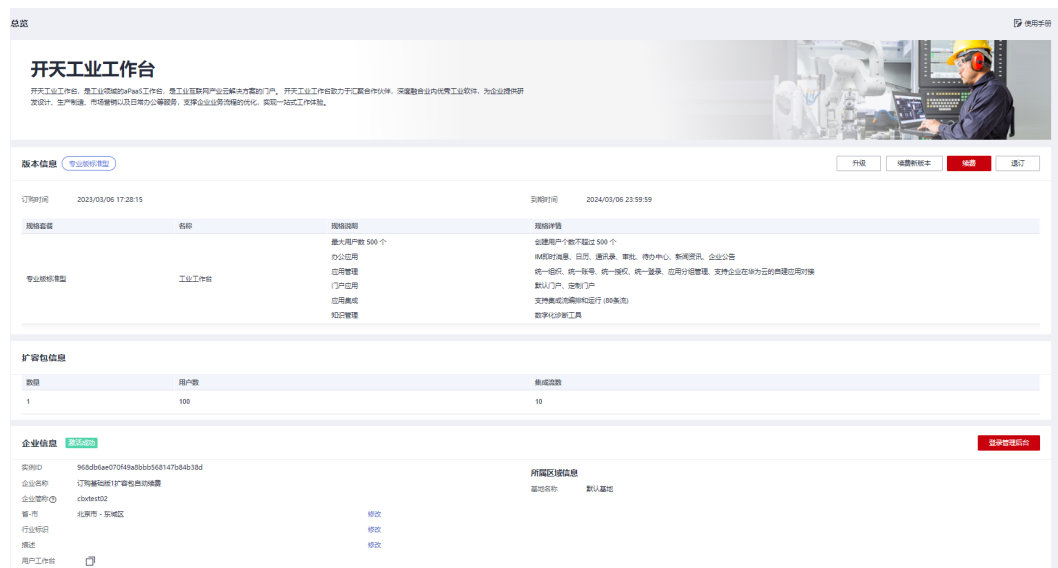 总览
使用手册
开天工业工作台
开天工业工作台，是工业领域的aPaaS工作台，是工业互联网产业云解决方案的门户。 开天工业工作台致力于汇聚合作伙伴，深度融合业内优秀工业软件，为企业提供研
发设计、生产制造、市场营销以及日常办公等服务，支撑企业业务流程的优化，实现一站式工作体验。
版本信息 专业版标准型
升级 续费新版本 续费 退订
订购时间 2023/03/06 17:28:15 到期时间 2024/03/06 23:59:59
规格套餐 名称 规格说明 规格详情
最大用户数 500 个 创建用户个数不超过 500 个
办公应用 IM即时消息、日历、通讯录、审批、待办中心、新闻资讯、企业公告
应用管理 统一组织、统一账号、统一授权、统一登录、应用分组管理、支持企业在华为云的自建应用对接
专业版标准型 工业工作台
门户应用 默认门户、定制门户
应用集成 支持集成流编排和运行 (80条流)
知识管理 数字化诊断工具
扩容包信息
数量 用户数 集成流数
1 100 10
企业信息 激活成功
登录管理后台
实例ID 968db6ae070f49a8bbb568147b84b38d
所属区域信息
企业名称 订购基础版1扩容包自动续费
基地名称 默认基地
企业简称 cbxtest02
省-市 北京市 - 东城区 修改
行业标识 修改
描述 修改
用户工作台